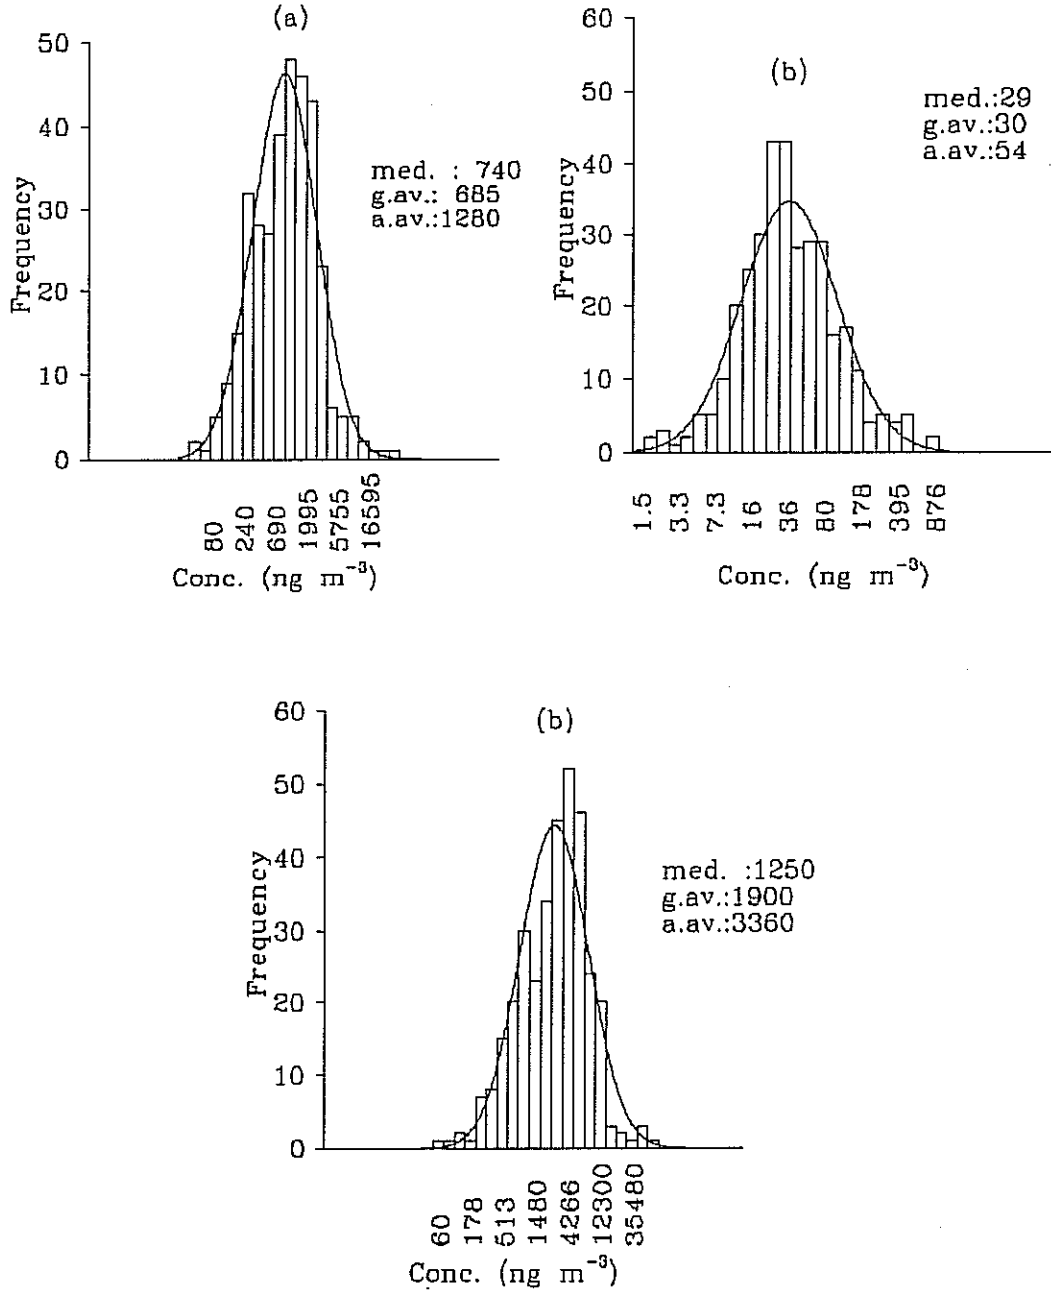 (a)
50
40
30
20
10
0
Frequency
med. : 740
g.av.: 685
a.av.:1280
80
240
690
1995
5755
16595
Conc. (ng m⁻³)
(b)
60
50
40
30
20
10
0
Frequency
med.:29
g.av.:30
a.av.:54
1.5
3.3
7.3
16
36
80
178
395
876
Conc. (ng m⁻³)
(b)
60
50
40
30
20
10
0
Frequency
med. :1250
g.av.:1900
a.av.:3360
60
178
513
1480
4266
12300
35480
Conc. (ng m⁻³)